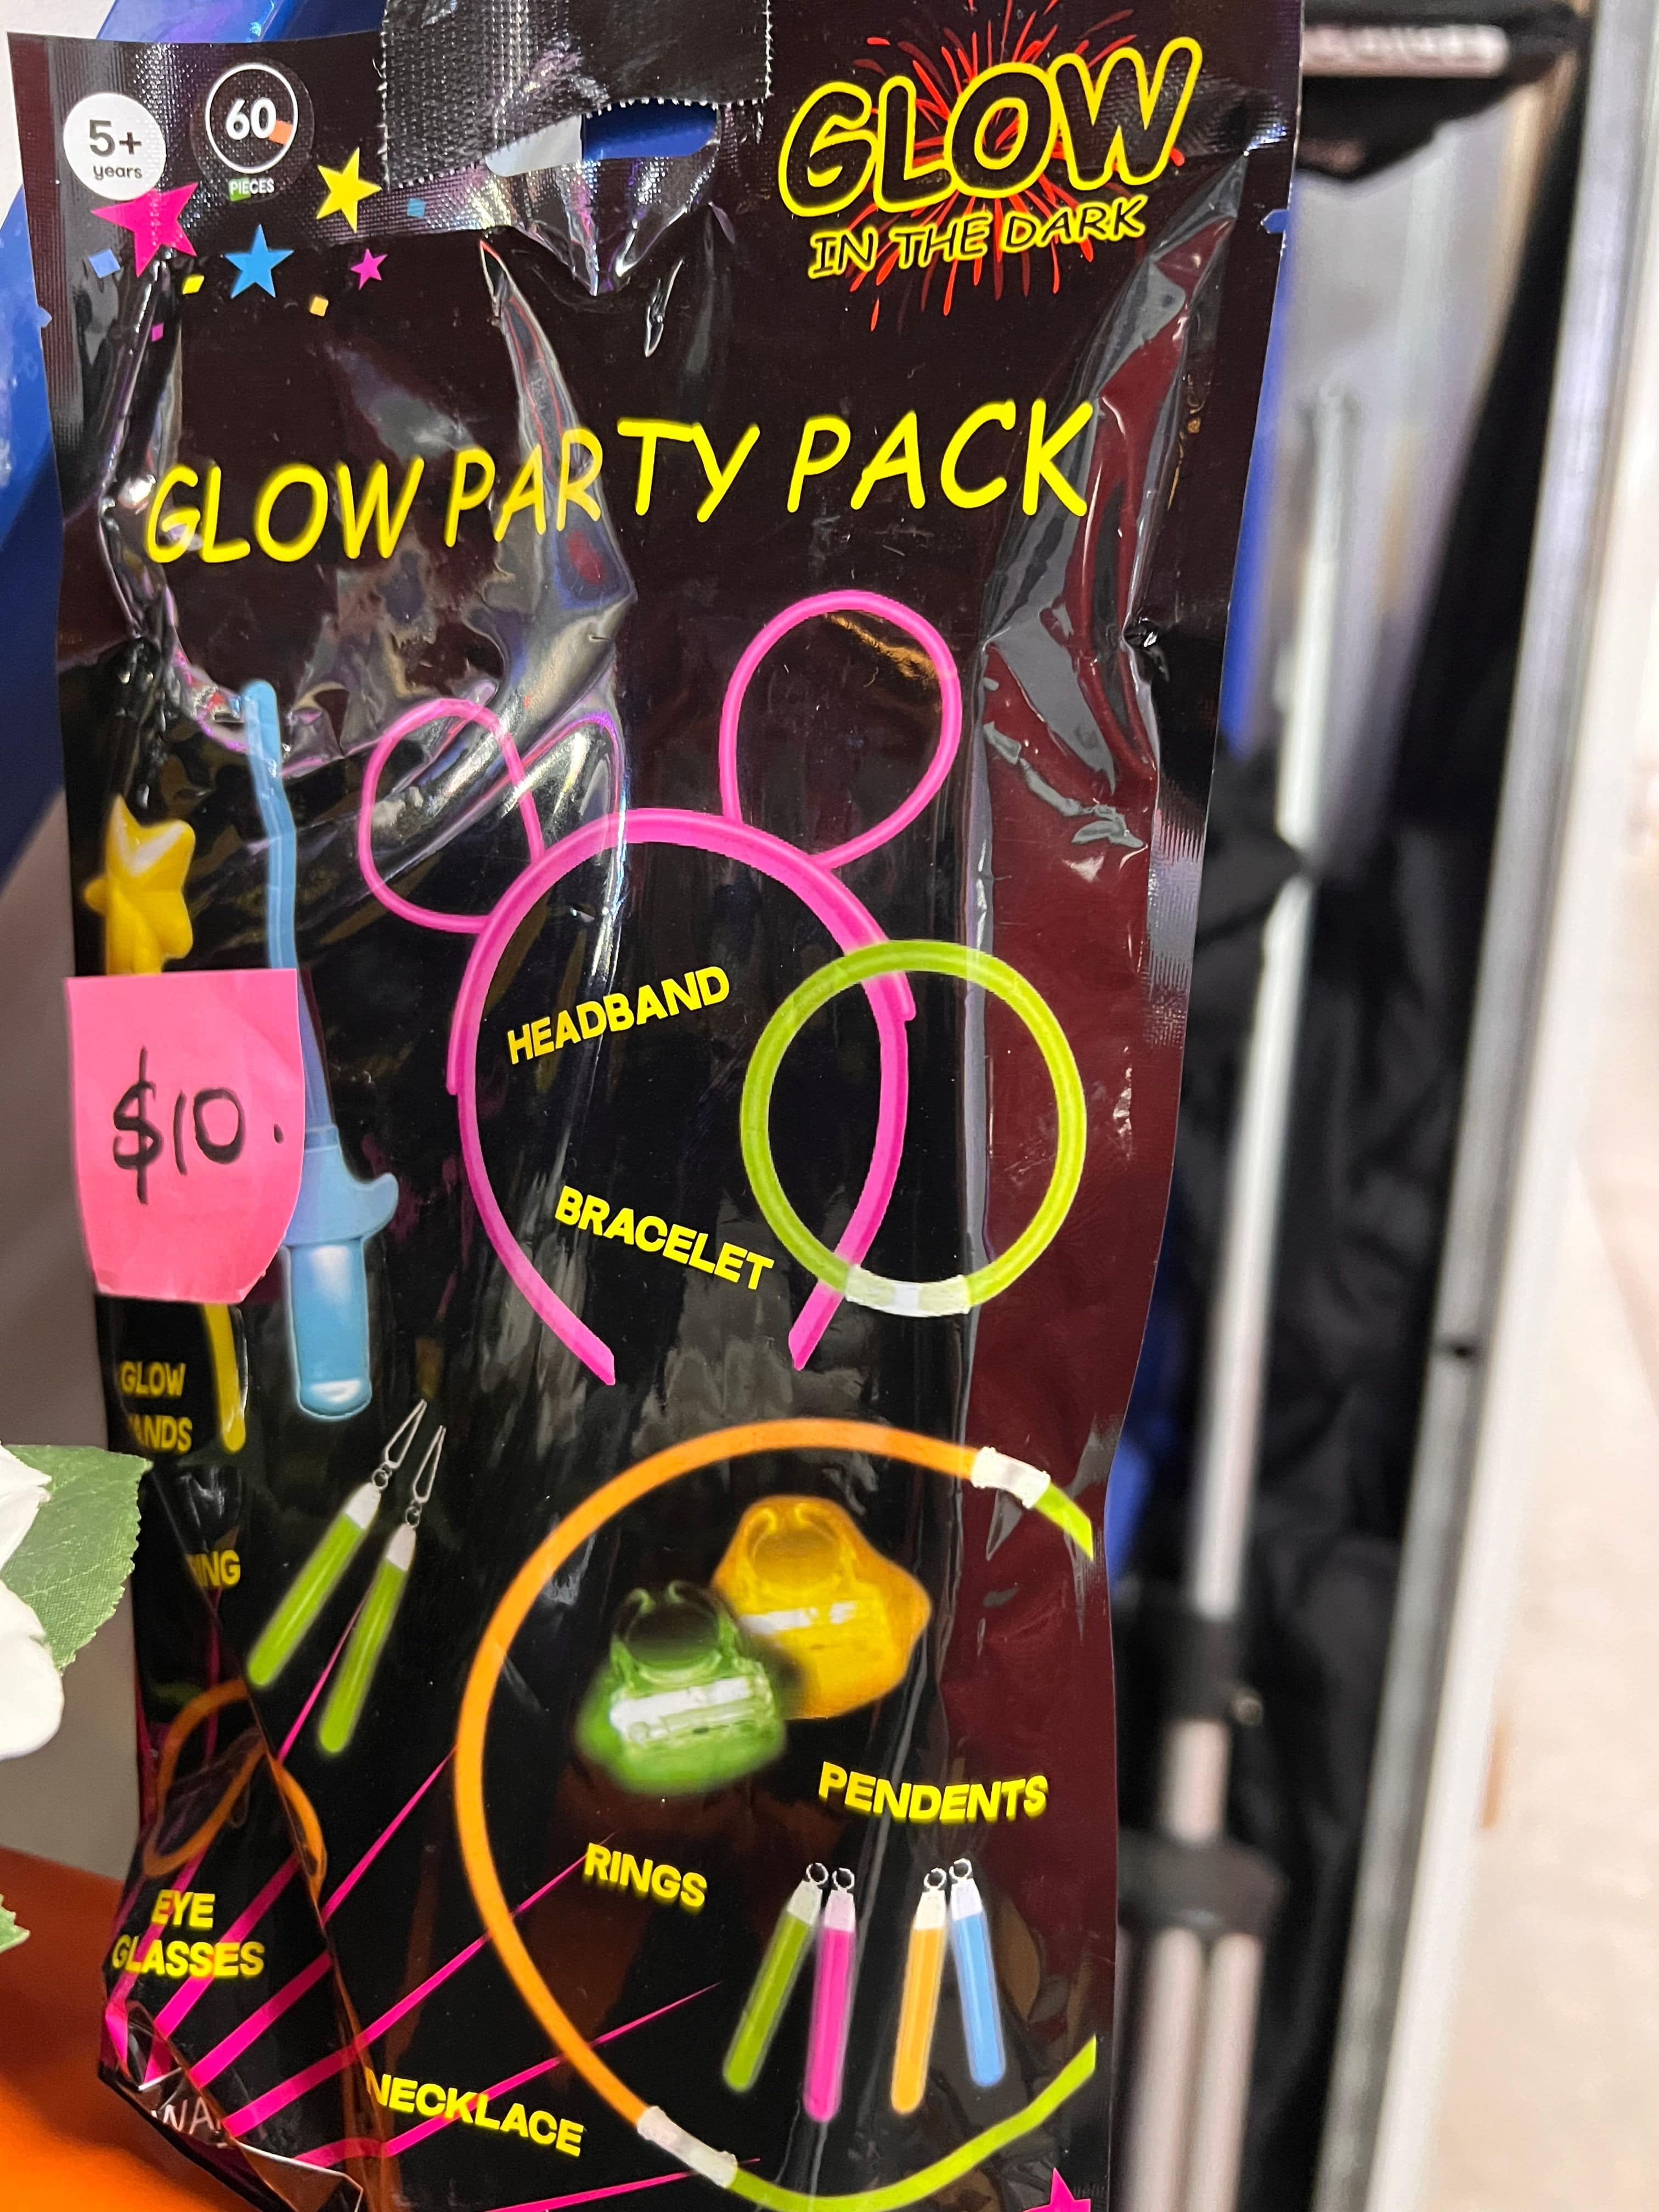 5+
years
60
PIECES
GLOW
IN THE DARK
GLOW PARTY PACK
HEADBAND
$10.
BRACELET
GLOW
PENDENTS
RINGS
EYE
GLASSES
NECKLACE